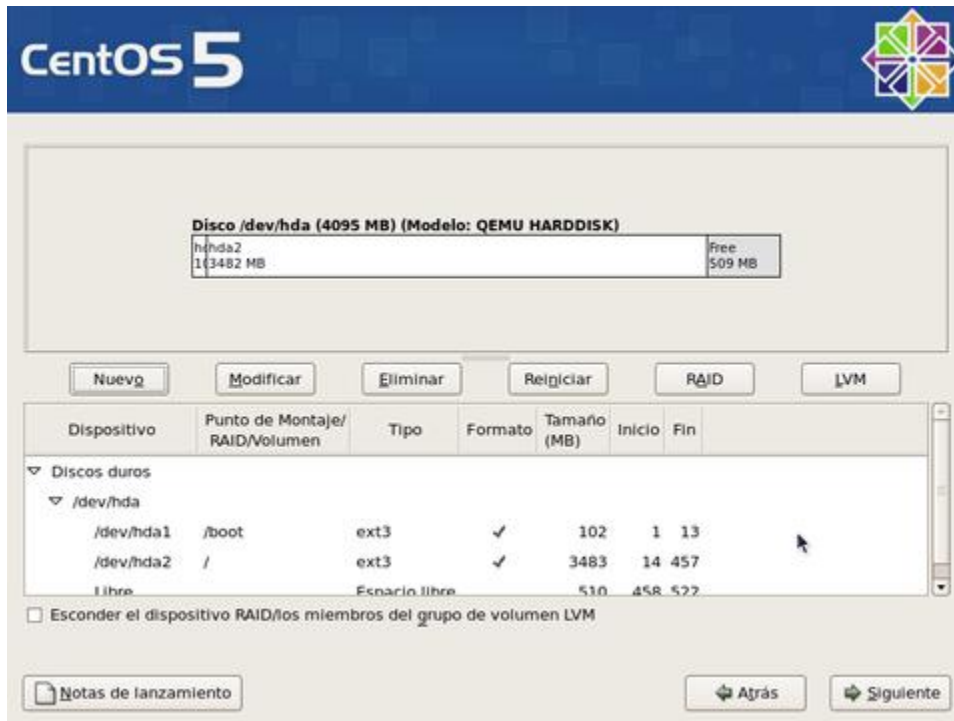 CentOS 5
Disco /dev/hda (4095 MB) (Modelo: QEMU HARDDISK)
hda2
3482 MB
Free
509 MB
Nuevo
Modificar
Eliminar
Reiniciar
RAID
LVM
Dispositivo
Punto de Montaje/
RAID/Volumen
Tipo
Formato
Tamaño
(MB)
Inicio
Fin
Discos duros
/dev/hda
/dev/hda1 /boot ext3 ✓ 102 1 13
/dev/hda2 / ext3 ✓ 3483 14 457
Libre Espacio libre 510 458 522
Esconder el dispositivo RAID/los miembros del grupo de volumen LVM
Notas de lanzamiento
Atrás
Siguiente